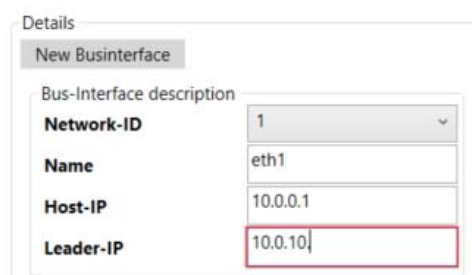 Details
New Businterface
Bus-Interface description
Network-ID 1
Name eth1
Host-IP 10.0.0.1
Leader-IP 10.0.10.